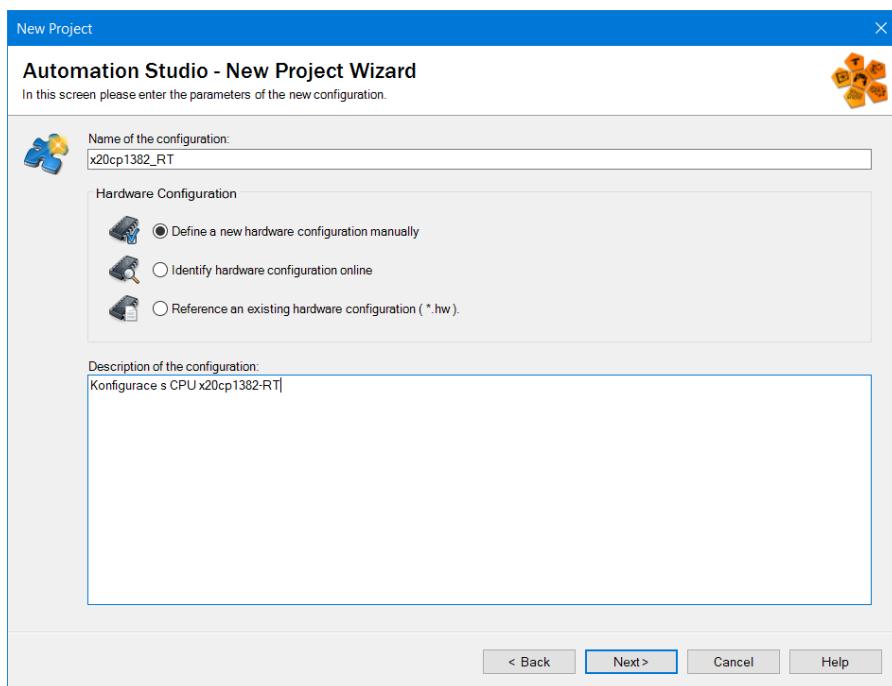 New Project
Automation Studio - New Project Wizard
In this screen please enter the parameters of the new configuration.
Name of the configuration:
x20cp1382_RT
Hardware Configuration
Define a new hardware configuration manually
Identify hardware configuration online
Reference an existing hardware configuration ( *.hw ).
Description of the configuration:
Konfigurace s CPU x20cp1382-RT
< Back Next > Cancel Help